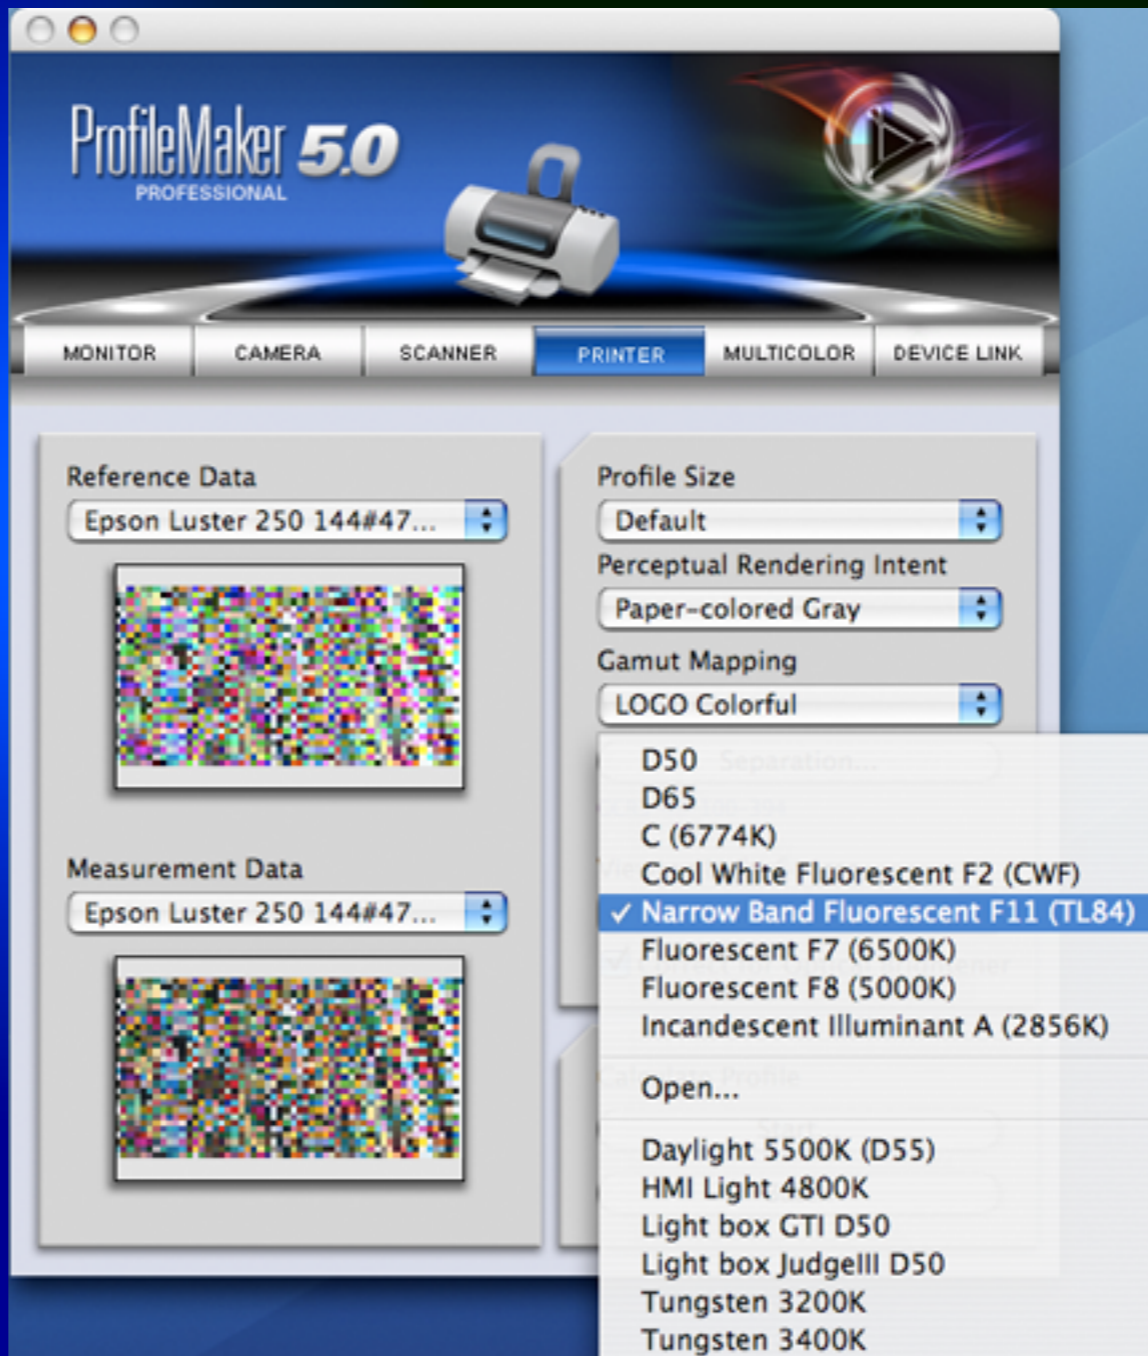 ProfileMaker 5.0
PROFESSIONAL
MONITOR
CAMERA
SCANNER
PRINTER
MULTICOLOR
DEVICE LINK
Reference Data
Epson Luster 250 144#47...
Measurement Data
Epson Luster 250 144#47...
Profile Size
Default
Perceptual Rendering Intent
Paper-colored Gray
Gamut Mapping
LOGO Colorful
Separation...
D50
D65
C (6774K)
Cool White Fluorescent F2 (CWF)
✓ Narrow Band Fluorescent F11 (TL84)
Fluorescent F7 (6500K)
Fluorescent F8 (5000K)
Incandescent Illuminant A (2856K)
Calculate Profile
Open...
Start...
Daylight 5500K (D55)
HMI Light 4800K
Light box GTI D50
Light box JudgeIII D50
Tungsten 3200K
Tungsten 3400K